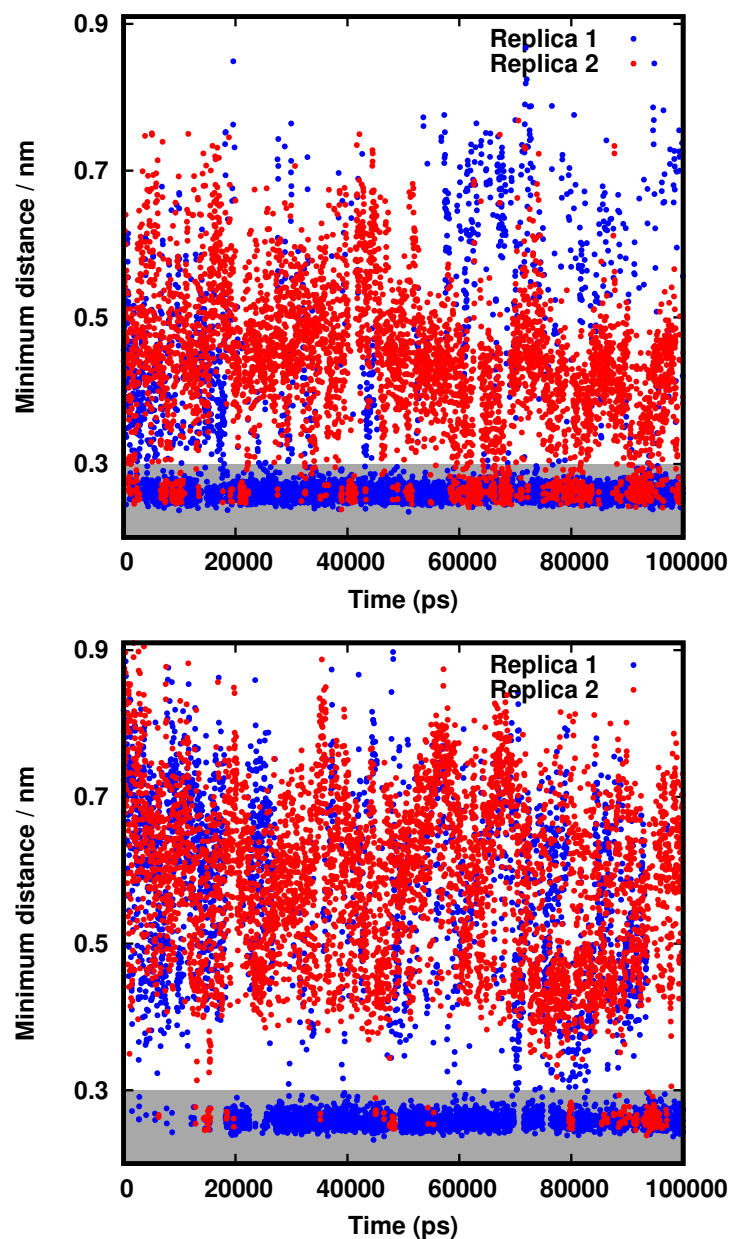 0.9
Replica 1
Replica 2
0.7
Minimum distance / nm
0.5
0.3
0 20000 40000 60000 80000 100000
Time (ps)
0.9
Replica 1
Replica 2
0.7
Minimum distance / nm
0.5
0.3
0 20000 40000 60000 80000 100000
Time (ps)